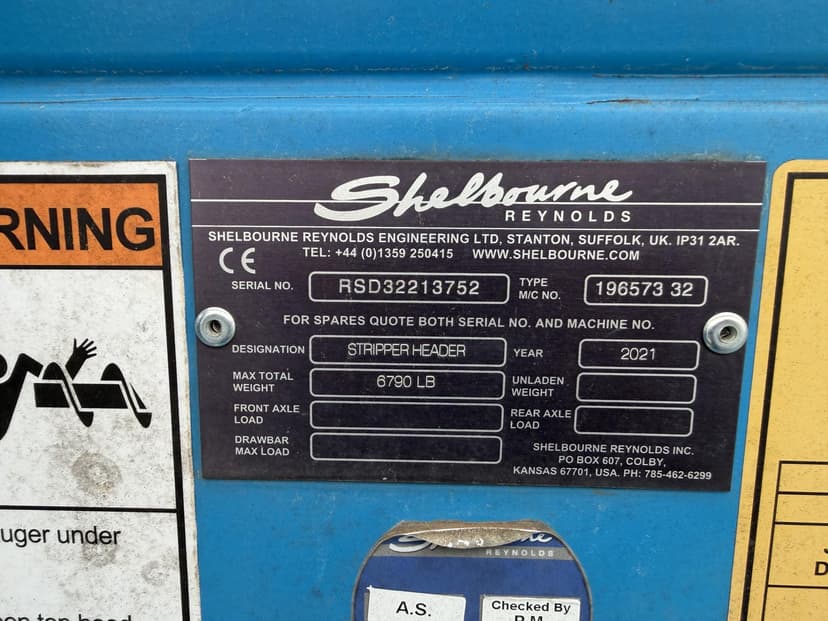 RNING
Shelbourne
REYNOLDS
SHELBOURNE REYNOLDS ENGINEERING LTD, STANTON, SUFFOLK, UK. IP31 2AR.
TEL: +44 (0)1359 250415 WWW.SHELBOURNE.COM
CE
SERIAL NO. RSD32213752 TYPE M/C NO. 196573 32
FOR SPARES QUOTE BOTH SERIAL NO. AND MACHINE NO.
DESIGNATION STRIPPER HEADER YEAR 2021
MAX TOTAL WEIGHT 6790 LB UNLADEN WEIGHT
FRONT AXLE LOAD REAR AXLE LOAD
DRAWBAR MAX LOAD
SHELBOURNE REYNOLDS INC.
PO BOX 607, COLBY,
KANSAS 67701, USA. PH: 785-462-6299
uger under
REYNOLDS
A.S.
Checked By